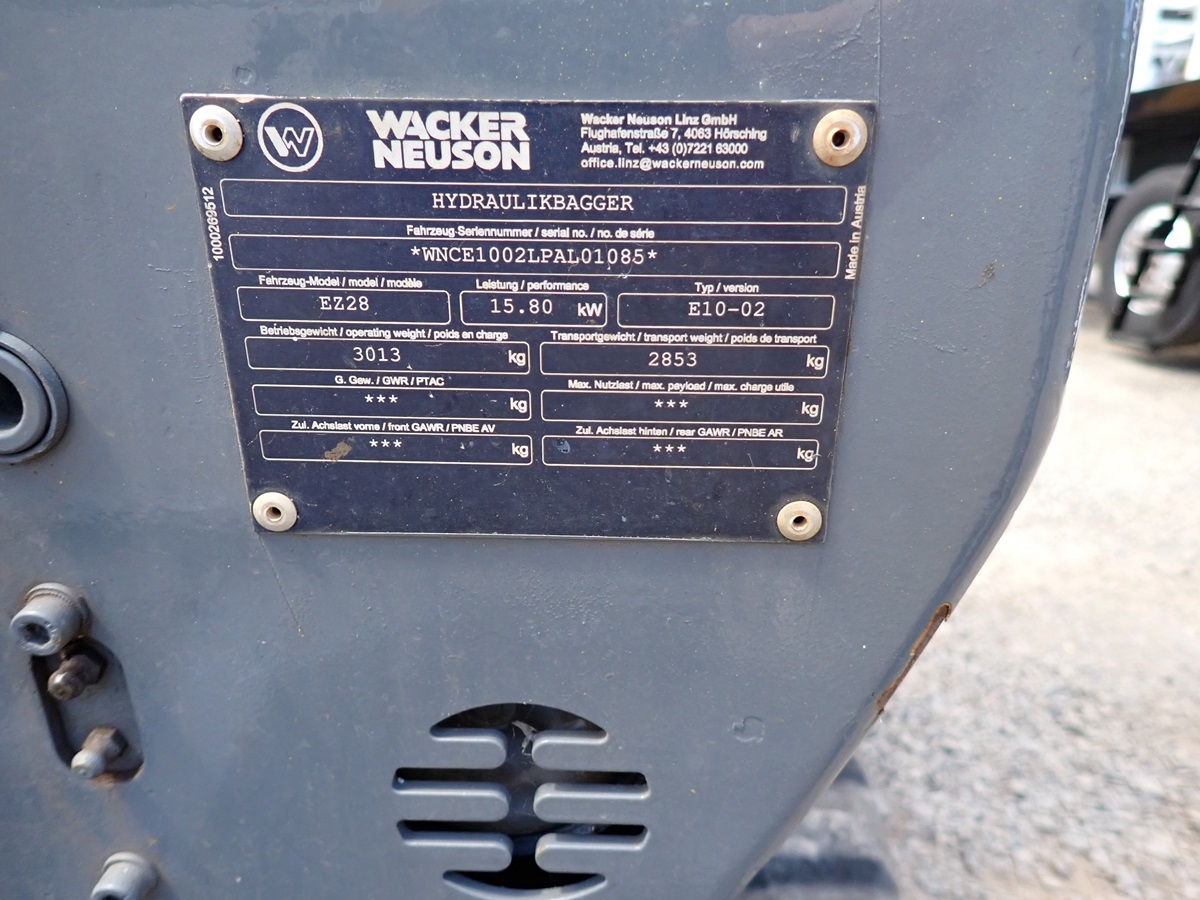 WACKER
NEUSON
Wacker Neuson Linz GmbH
Flughafenstraße 7, 4063 Hörsching
Austria, Tel. +43 (0)7221 63000
office.linz@wackerneuson.com
HYDRAULIKBAGGER
1000269512
Made in Austria
Fahrzeug-Seriennummer / serial no. / no. de série
*WNCE1002LPAL01085*
Fahrzeug-Model / model / modèle Leistung / performance Typ / version
EZ28 15.80 kW E10-02
Betriebsgewicht / operating weight / poids en charge Transportgewicht / transport weight / poids de transport
3013 kg 2853 kg
G. Gew. / GWR / PTAC Max. Nutzlast / max. payload / max. charge utile
*** kg *** kg
Zul. Achslast vorne / front GAWR / PNBE AV Zul. Achslast hinten / rear GAWR / PNBE AR
*** kg *** kg